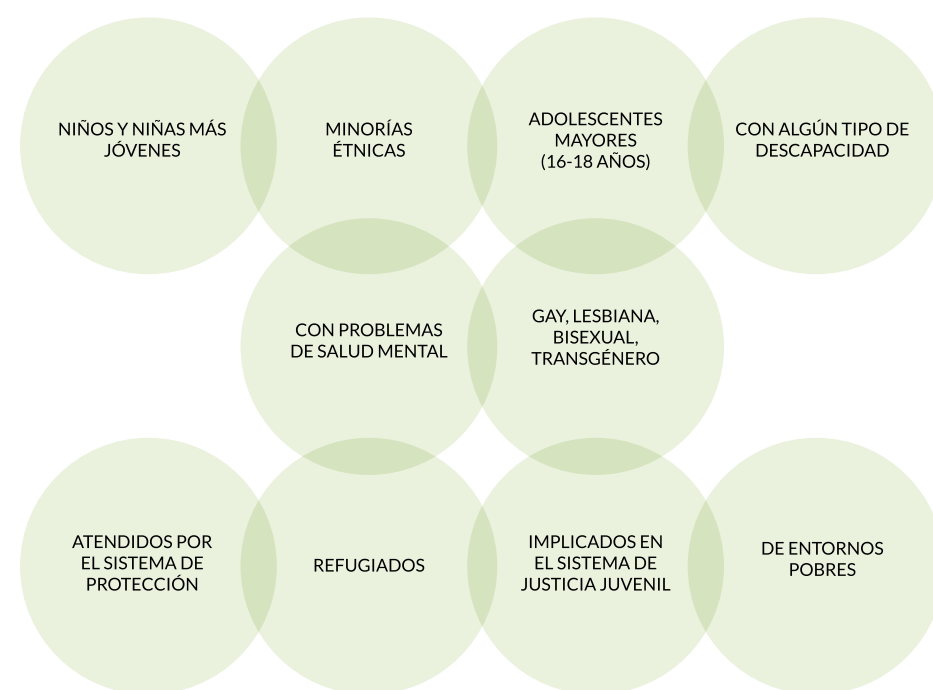 NIÑOS Y NIÑAS MÁS
JÓVENES
MINORÍAS
ÉTNICAS
ADOLESCENTES
MAYORES
(16-18 AÑOS)
CON ALGÚN TIPO DE
DESCAPACIDAD
CON PROBLEMAS
DE SALUD MENTAL
GAY, LESBIANA,
BISEXUAL,
TRANSGÉNERO
ATENDIDOS POR
EL SISTEMA DE
PROTECCIÓN
REFUGIADOS
IMPLICADOS EN
EL SISTEMA DE
JUSTICIA JUVENIL
DE ENTORNOS
POBRES